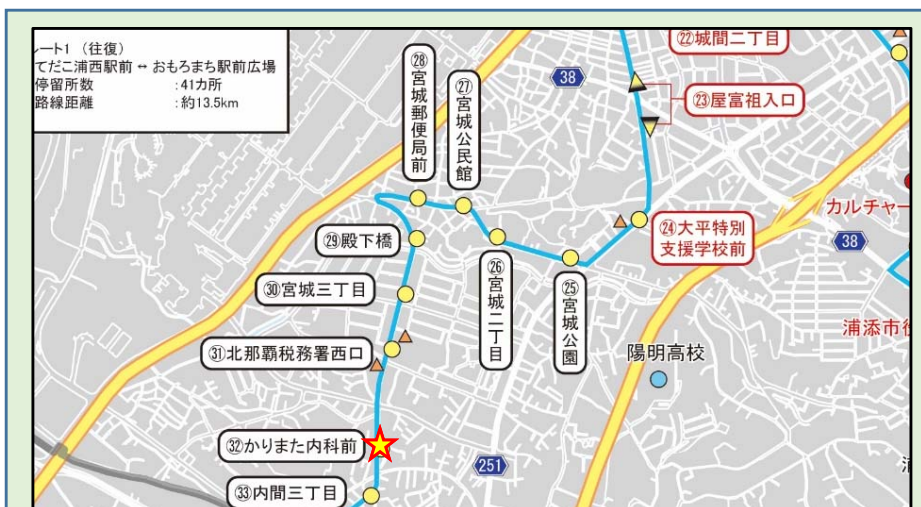 ート1 (往復)
てだこ浦西駅前 ↔ おもろまち駅前広場
停留所数 : 41カ所
路線距離 : 約13.5km
㉒城間二丁目
38
㉓屋富祖入口
㉘宮城郵便局前
㉗宮城公民館
カルチャー
㉔大平特別
支援学校前
38
㉙殿下橋
㉖宮城二丁目
㉕宮城公園
㉚宮城三丁目
浦添市役
㉛北那覇税務署西口
陽明高校
㉜かりまた内科前
251
㉝内間三丁目